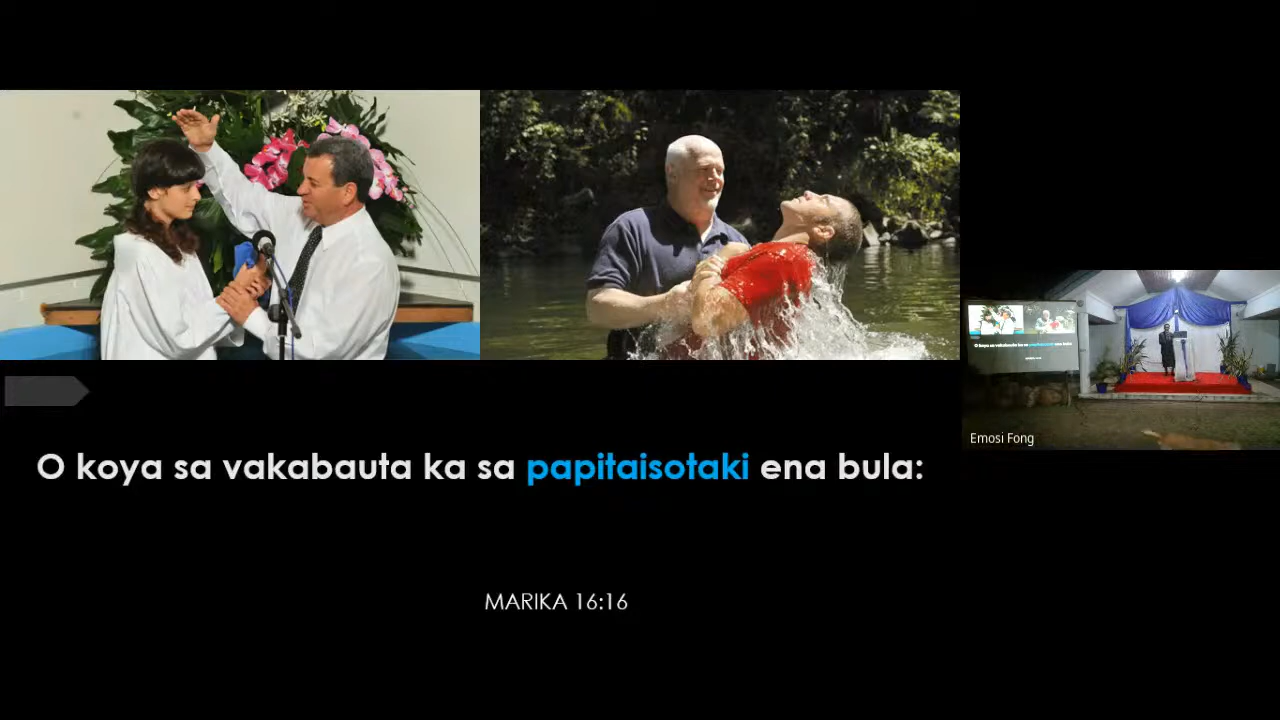 O koya sa vakabauta ka sa papitaisotaki ena bula:
MARIKA 16:16
Emosi Fong